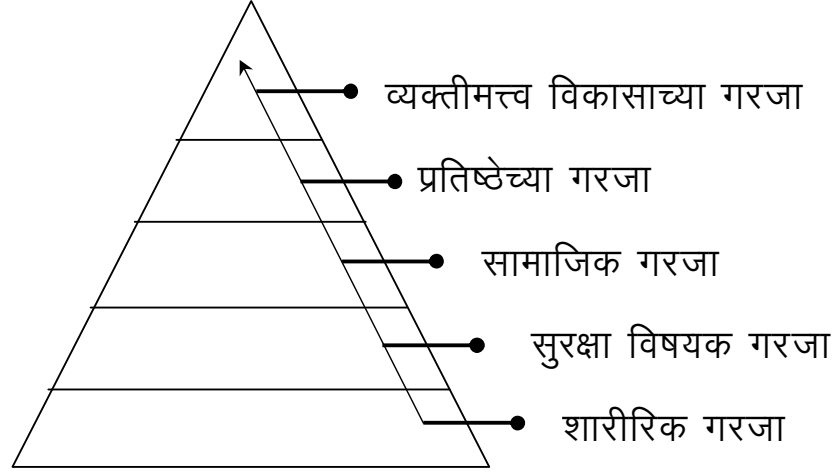 व्यक्तीमत्त्व विकासाच्या गरजा
प्रतिष्ठेच्या गरजा
सामाजिक गरजा
सुरक्षा विषयक गरजा
शारीरिक गरजा